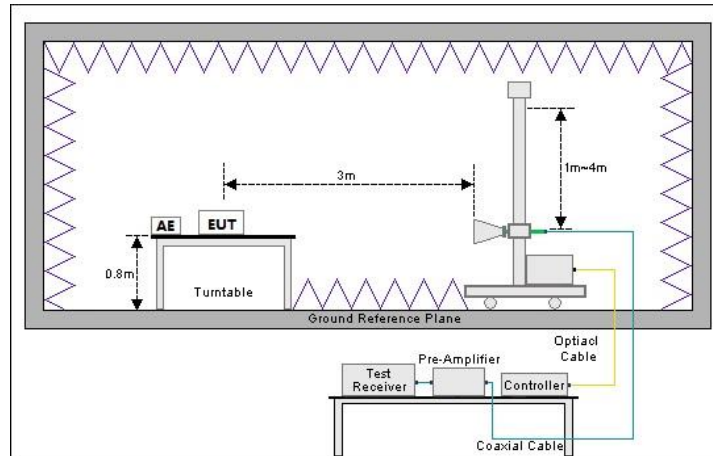 3m
1m~4m
AE
EUT
0.8m
Turntable
Ground Reference Plane
Optiacl
Cable
Pre-Amplifier
Test
Receiver
Controller
Coaxial Cable